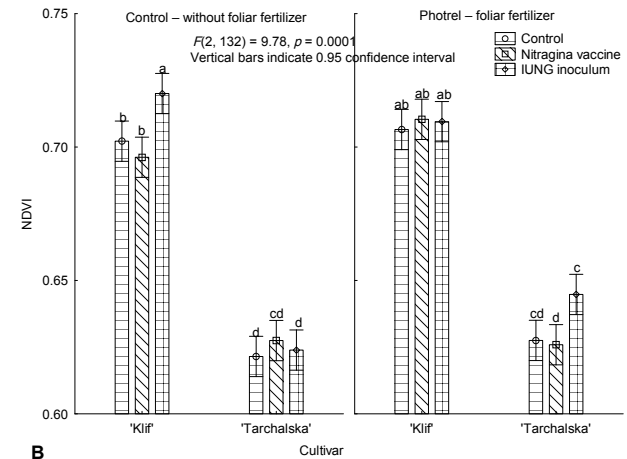 Control – without foliar fertilizer
Photrel – foliar fertilizer
F(2, 132) = 9.78, p = 0.0001
Vertical bars indicate 0.95 confidence interval
Control
Nitragina vaccine
IUNG inoculum
0.75
0.70
0.65
0.60
NDVI
b
b
a
d
cd
d
ab
ab
ab
cd
d
c
'Klif'
'Tarchalska'
'Klif'
'Tarchalska'
B
Cultivar